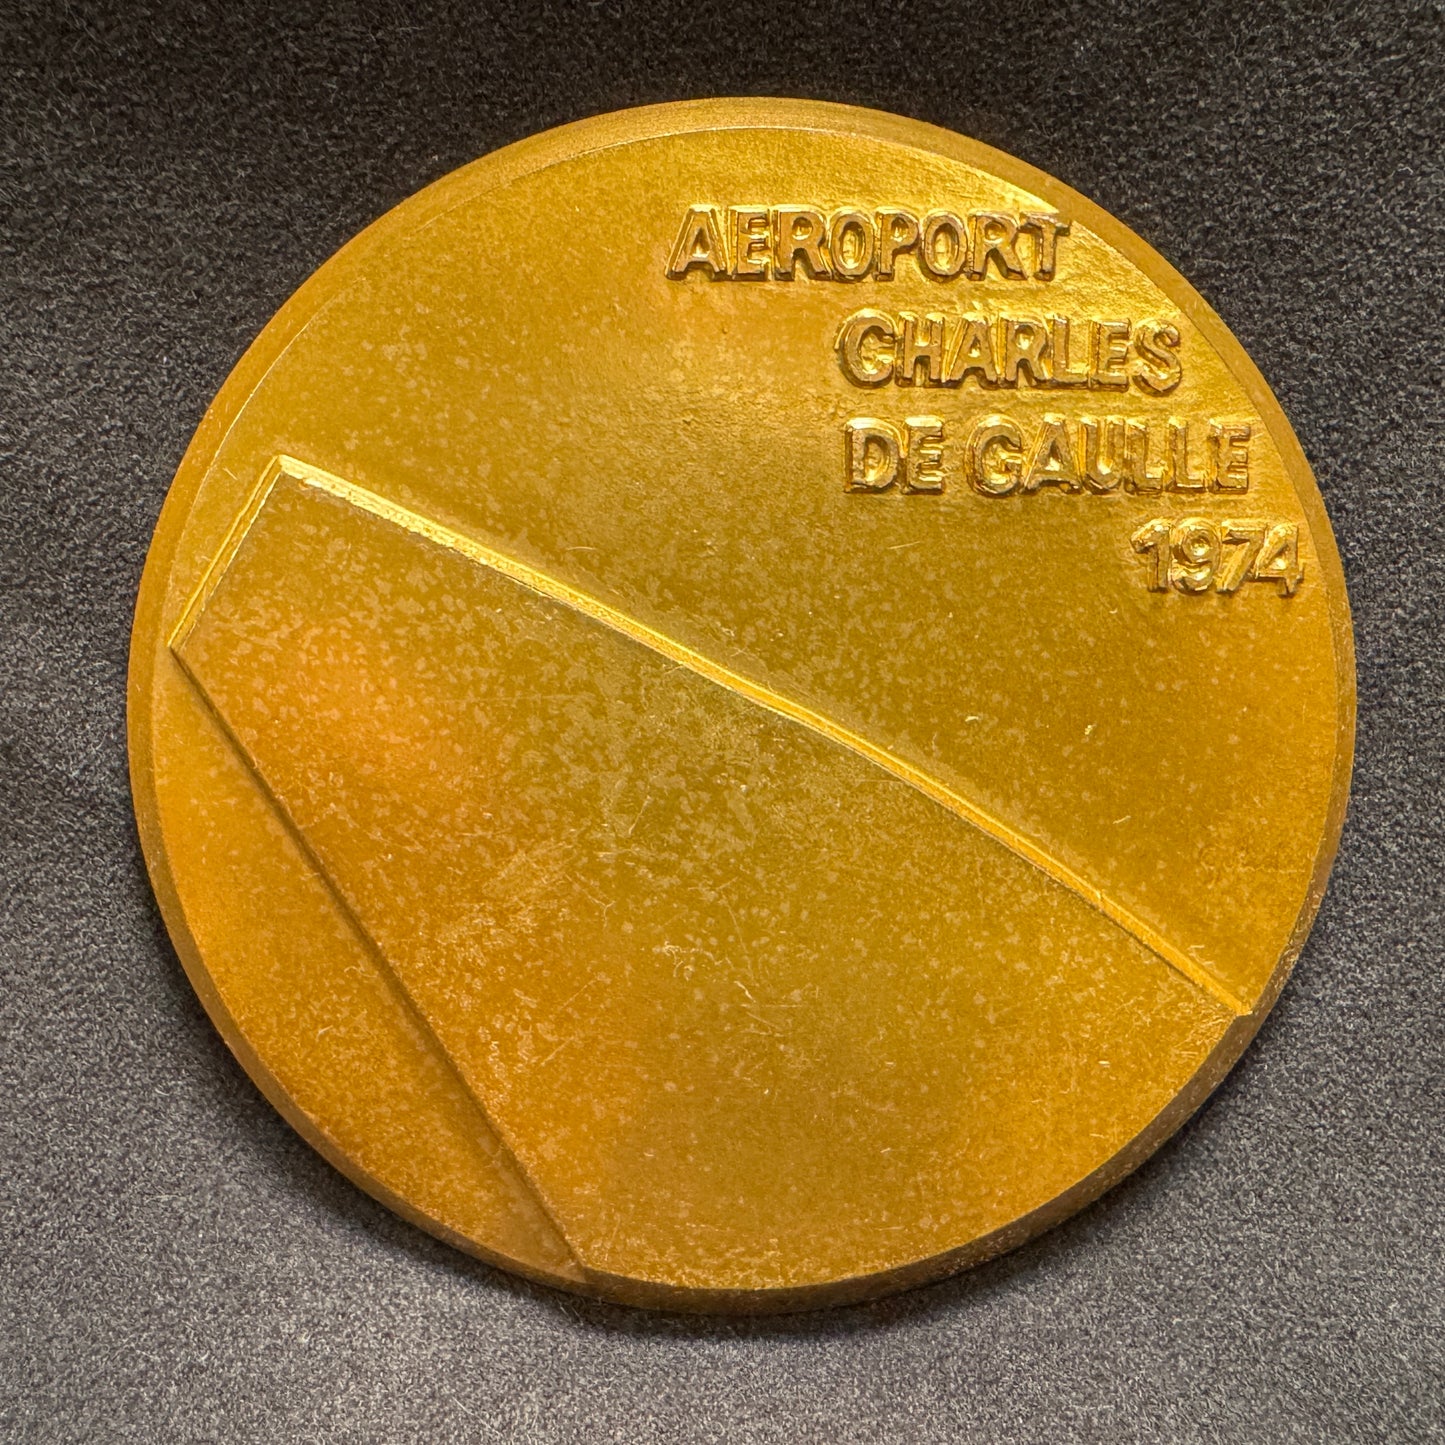 AEROPORT
CHARLES
DE GAULLE
1974